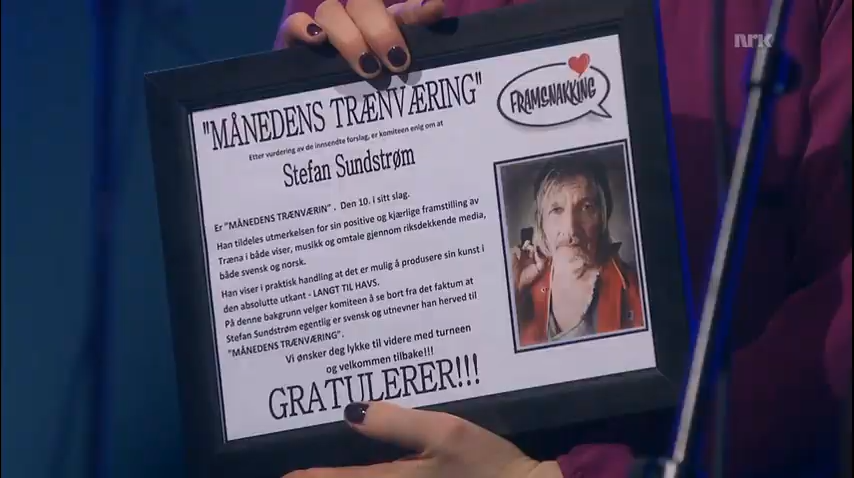 nrk
"MÅNEDENS TRÆNVÆRING"
FRAMSNAKKING
Etter vurdering av de innsendte forslag, er komiteen enig om at
Stefan Sundstrøm
Er "MÅNEDENS TRÆNVÆRIN" . Den 10. i sitt slag.
Han tildeles utmerkelsen for sin positive og kjærlige framstilling av
Træna i både viser, musikk og omtale gjennom riksdekkende media,
både svensk og norsk.
Han viser i praktisk handling at det er mulig å produsere sin kunst i
den absolutte utkant - LANGT TIL HAVS.
På denne bakgrunn velger komiteen å se bort fra det faktum at
Stefan Sundstrøm egentlig er svensk og utnevner han herved til
"MÅNEDENS TRÆNVÆRING".
Vi ønsker deg lykke til videre med turneen
og velkommen tilbake!!!
GRATULERER!!!